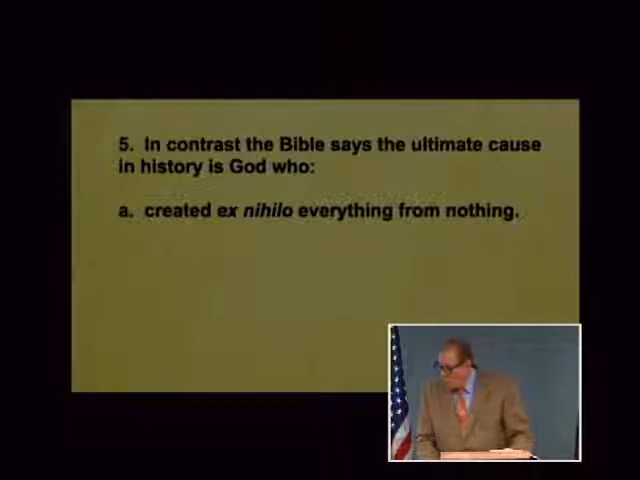 5. In contrast the Bible says the ultimate cause
in history is God who:
a. created ex nihilo everything from nothing.